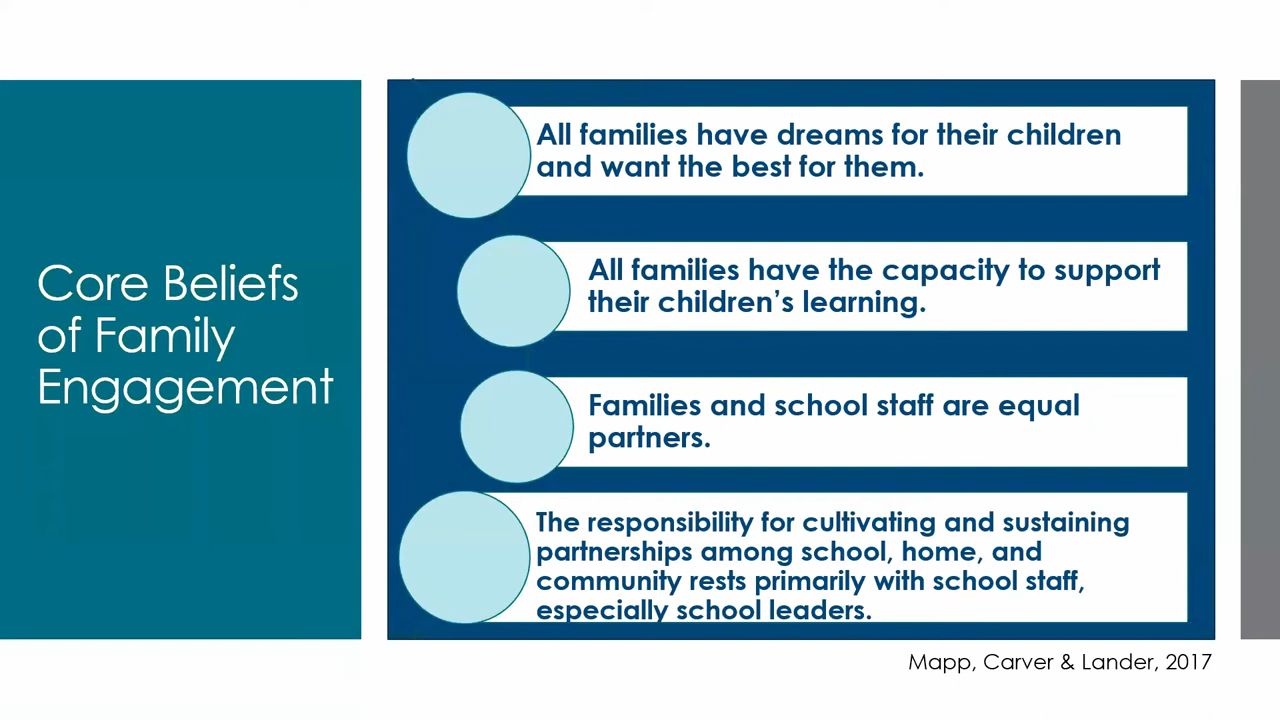 Core Beliefs
of Family
Engagement
All families have dreams for their children
and want the best for them.
All families have the capacity to support
their children’s learning.
Families and school staff are equal
partners.
The responsibility for cultivating and sustaining
partnerships among school, home, and
community rests primarily with school staff,
especially school leaders.
Mapp, Carver & Lander, 2017